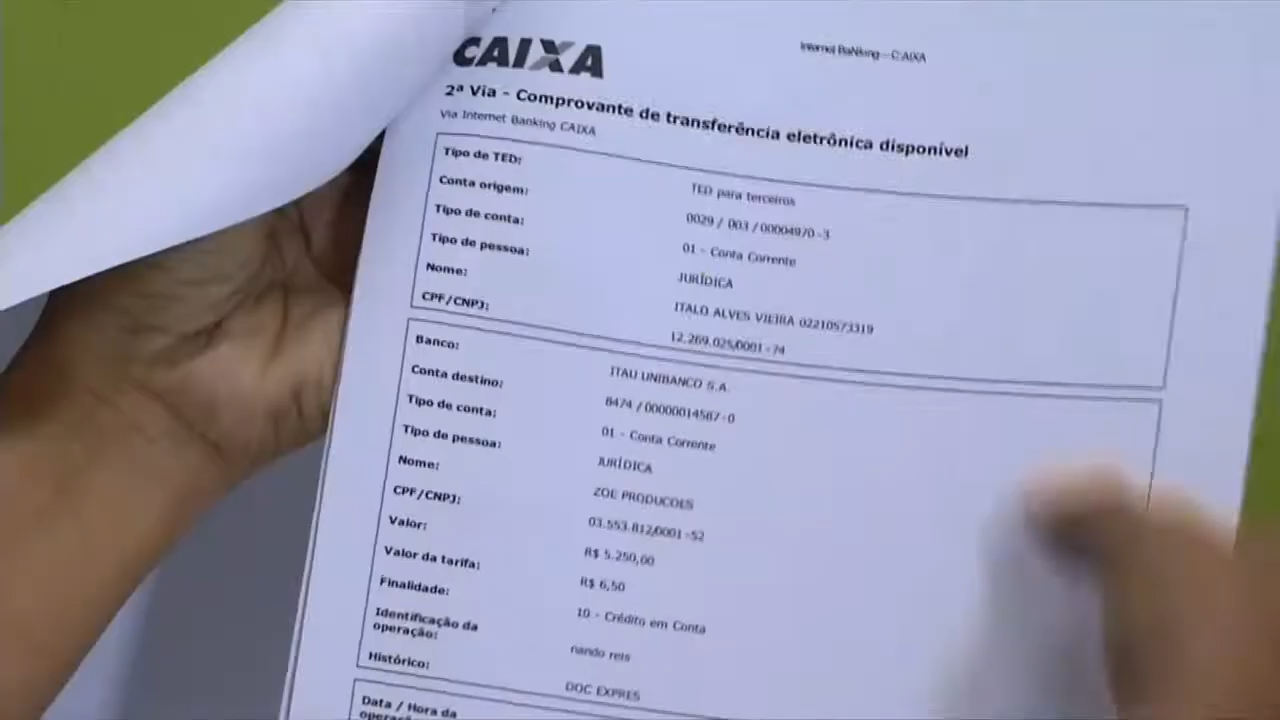 CAIXA
Internet BaNking - CAIXA
2ª Via - Comprovante de transferência eletrônica disponível
Via Internet Banking CAIXA
Tipo de TED: TED para terceiros
Conta origem: 0029 / 003 / 00004970-3
Tipo de conta: 01 - Conta Corrente
Tipo de pessoa: JURÍDICA
Nome: ITALO ALVES VIEIRA 02210573319
CPF/CNPJ: 12.269.025/0001-74
Banco: ITAU UNIBANCO S.A.
Conta destino: 8474 / 00000014587-0
Tipo de conta: 01 - Conta Corrente
Tipo de pessoa: JURÍDICA
Nome: ZOE PRODUCOES
CPF/CNPJ: 03.553.812/0001-52
Valor: R$ 5.250,00
Valor da tarifa: R$ 6,50
Finalidade: 10 - Crédito em Conta
Identificação da
operação: nando reis
Histórico: DOC EXPRES
Data / Hora da
operação